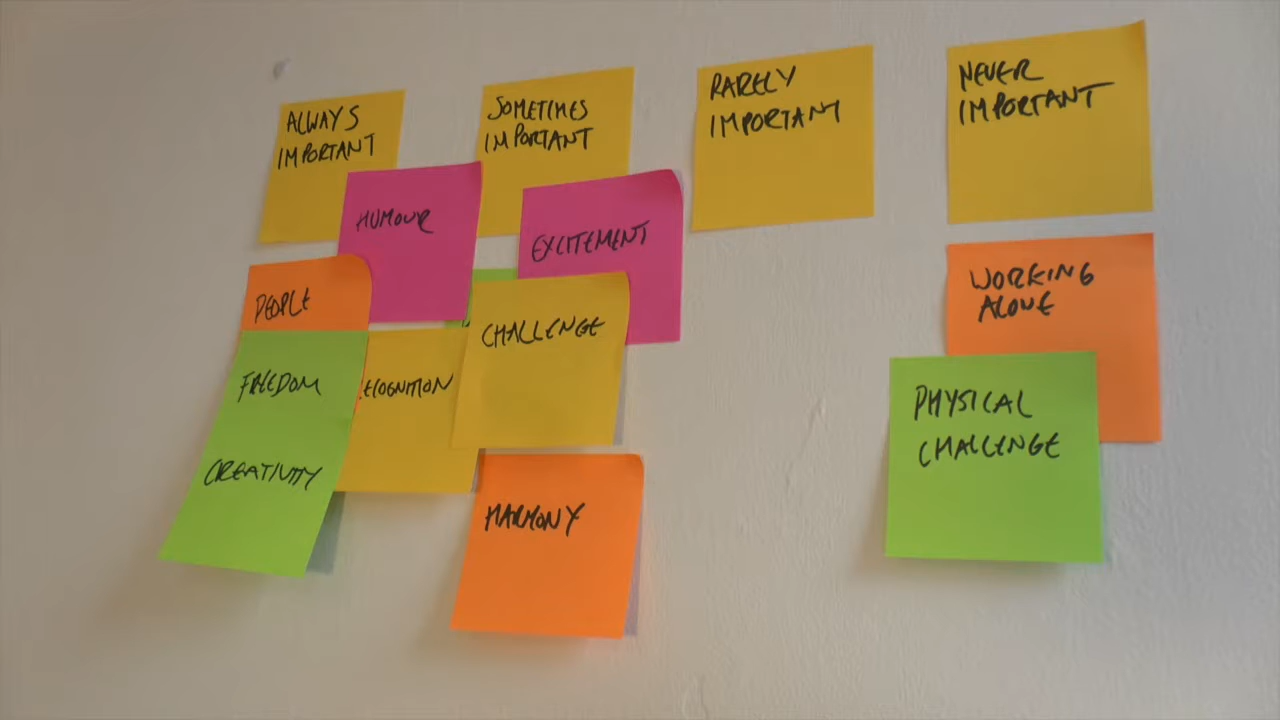 ALWAYS
IMPORTANT
SOMETIMES
IMPORTANT
RARELY
IMPORTANT
NEVER
IMPORTANT
HUMOUR
EXCITEMENT
PEOPLE
WORKING
ALONE
CHALLENGE
FREEDOM
ECOGNITION
PHYSICAL
CHALLENGE
CREATIVITY
HARMONY